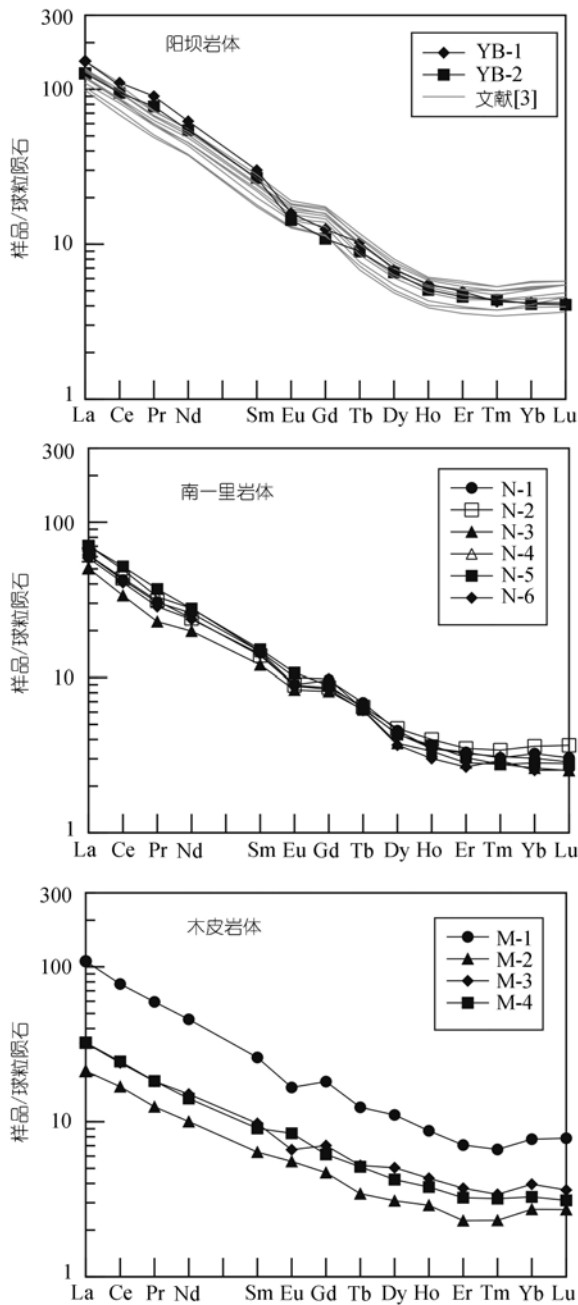 300
阳坝岩体
YB-1
YB-2
文献[3]
100
样品/球粒陨石
10
1
La Ce Pr Nd Sm Eu Gd Tb Dy Ho Er Tm Yb Lu
300
南一里岩体
N-1
N-2
N-3
N-4
N-5
N-6
100
样品/球粒陨石
10
1
La Ce Pr Nd Sm Eu Gd Tb Dy Ho Er Tm Yb Lu
300
木皮岩体
M-1
M-2
M-3
M-4
100
样品/球粒陨石
10
1
La Ce Pr Nd Sm Eu Gd Tb Dy Ho Er Tm Yb Lu